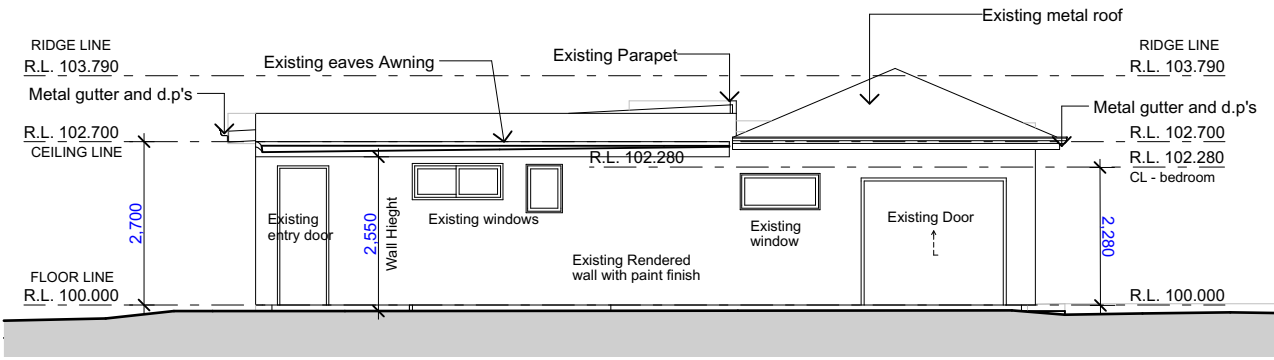 Existing metal roof
RIDGE LINE
R.L. 103.790
Existing eaves Awning
Existing Parapet
RIDGE LINE
R.L. 103.790
Metal gutter and d.p's
Metal gutter and d.p's
R.L. 102.700
CEILING LINE
R.L. 102.700
R.L. 102.280
R.L. 102.280
CL - bedroom
2,700
2,550
Wall Hieght
Existing
entry door
Existing windows
Existing
window
Existing Door
2,280
Existing Rendered
wall with paint finish
FLOOR LINE
R.L. 100.000
R.L. 100.000